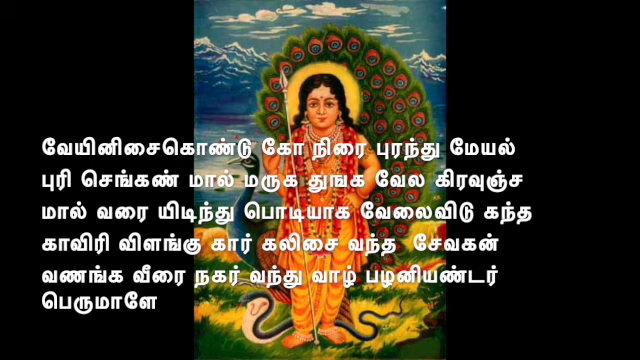 வேயினிசைகொண்டு கோ நிரை புரந்து மேயல்
புரி செங்கண் மால் மருக துங்க வேல கிரவுஞ்ச
மால் வரை யிடிந்து பொடியாக வேலைவிடு கந்த
காவிரி விளங்கு கார் கலிசை வந்த சேவகன்
வணங்க வீரை நகர் வந்து வாழ் பழனியண்டர்
பெருமாளே